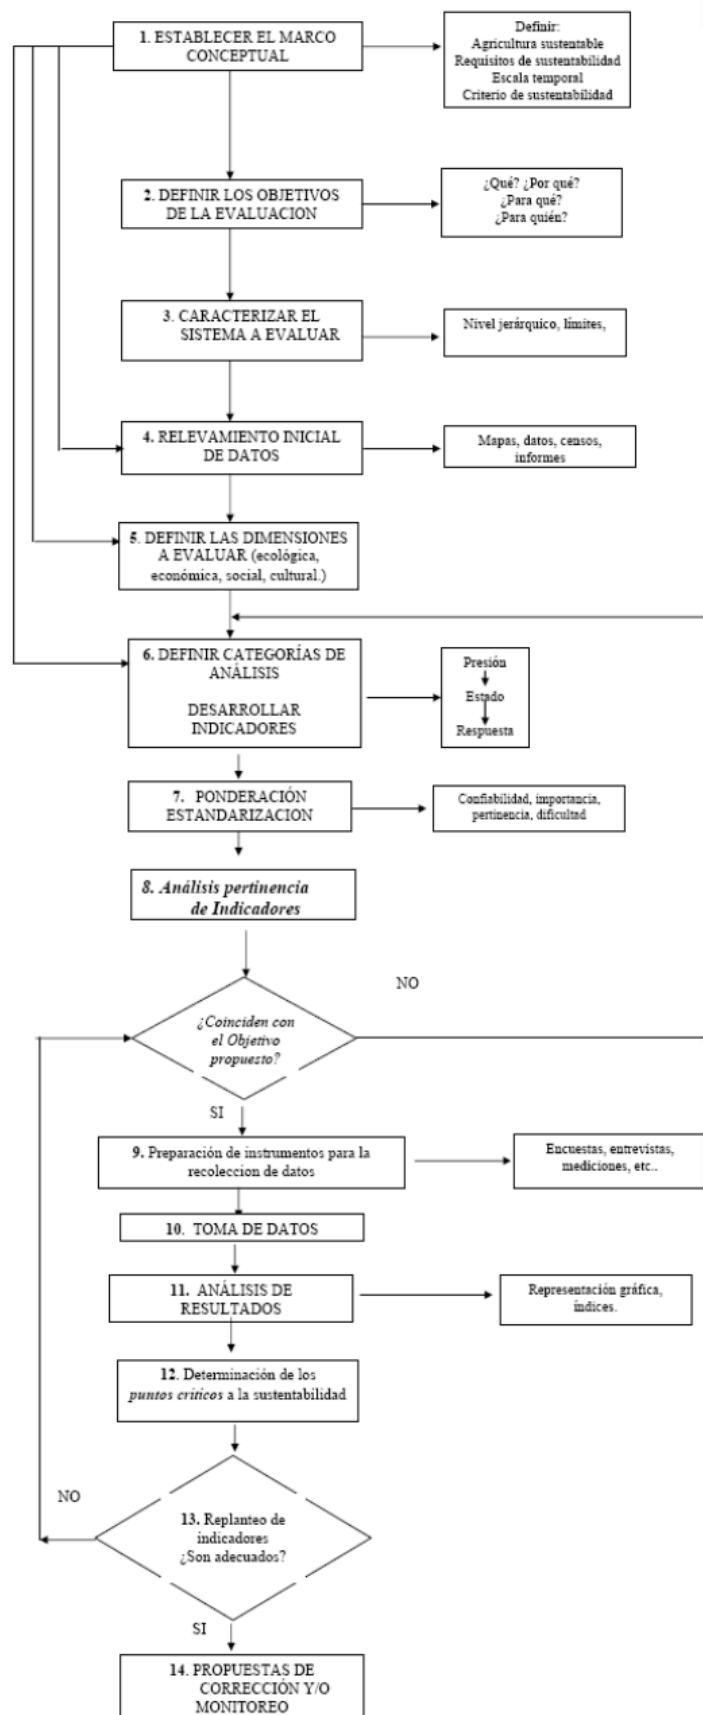 1. ESTABLECER EL MARCO
CONCEPTUAL
Definir:
Agricultura sustentable
Requisitos de sustentabilidad
Escala temporal
Criterio de sustentabilidad
2. DEFINIR LOS OBJETIVOS
DE LA EVALUACION
¿Qué? ¿Por qué?
¿Para qué?
¿Para quién?
3. CARACTERIZAR EL
SISTEMA A EVALUAR
Nivel jerárquico, límites,
4. RELEVAMIENTO INICIAL
DE DATOS
Mapas, datos, censos,
informes
5. DEFINIR LAS DIMENSIONES
A EVALUAR (ecológica,
económica, social, cultural.)
6. DEFINIR CATEGORÍAS DE
ANÁLISIS
DESARROLLAR
INDICADORES
Presión
Estado
Respuesta
7. PONDERACIÓN
ESTANDARIZACION
Confiabilidad, importancia,
pertinencia, dificultad
8. Análisis pertinencia
de Indicadores
NO
¿Coinciden con
el Objetivo
propuesto?
SI
9. Preparación de instrumentos para la
recoleccion de datos
Encuestas, entrevistas,
mediciones, etc..
10. TOMA DE DATOS
11. ANÁLISIS DE
RESULTADOS
Representación gráfica,
índices.
12. Determinación de los
puntos críticos a la sustentabilidad
NO
13. Replanteo de
indicadores
¿Son adecuados?
SI
14. PROPUESTAS DE
CORRECCIÓN Y/O
MONITOREO